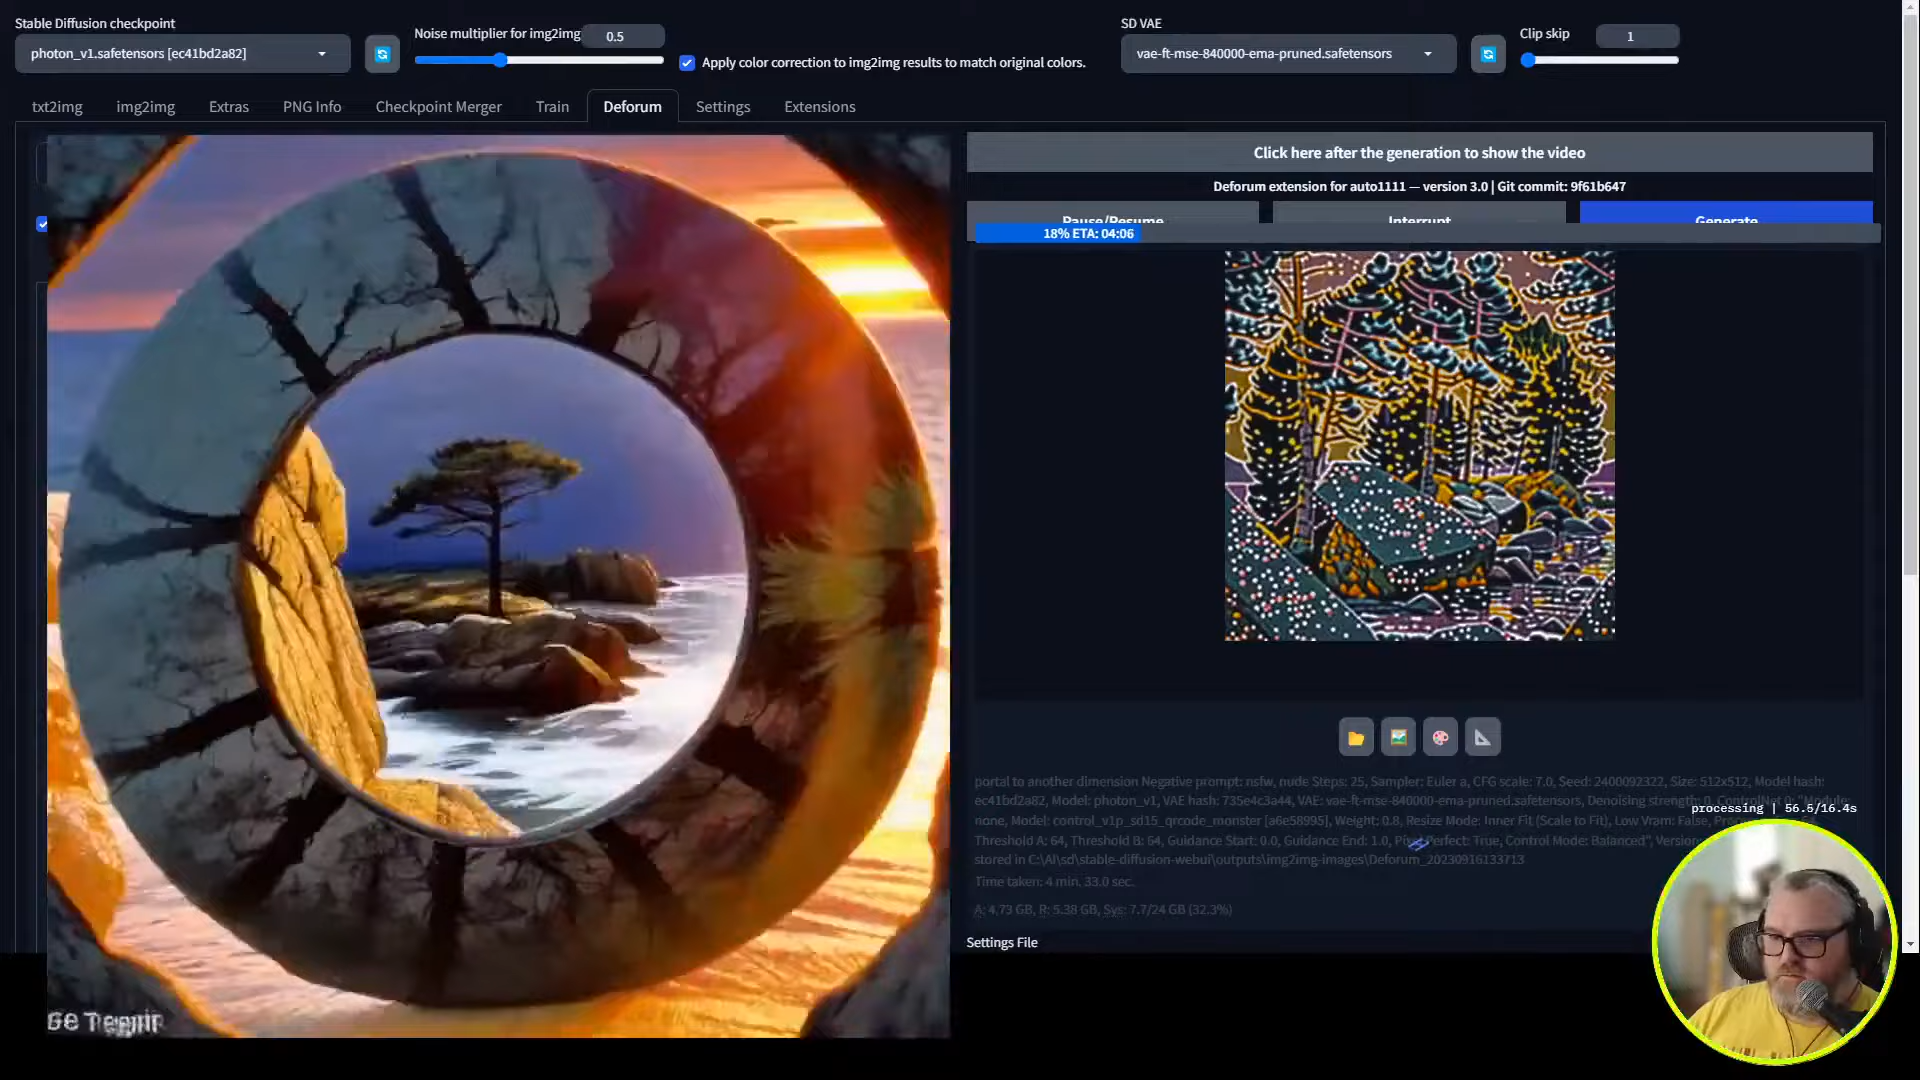 Stable Diffusion checkpoint
photon_v1.safetensors [ec41bd2a82]
Noise multiplier for img2img
0.5
Apply color correction to img2img results to match original colors.
SD VAE
vae-ft-mse-840000-ema-pruned.safetensors
Clip skip
1
txt2img
img2img
Extras
PNG Info
Checkpoint Merger
Train
Deforum
Settings
Extensions
Click here after the generation to show the video
Deforum extension for auto1111 — version 3.0 | Git commit: 9f61b647
Pause/Resume
Interrupt
Generate
18% ETA: 04:06
portal to another dimension Negative prompt: nsfw, nude Steps: 25, Sampler: Euler a, CFG scale: 7.0, Seed: 2400092322, Size: 512x512, Model hash:
ec41bd2a82, Model: photon_v1, VAE hash: 735e4c3a44, VAE: vae-ft-mse-840000-ema-pruned.safetensors, Denoising strength: 0, ControlNet 0: "Module:
none, Model: control_v1p_sd15_qrcode_monster [a6e58995], Weight: 0.8, Resize Mode: Inner Fit (Scale to Fit), Low Vram: False,
processing | 56.5/16.4s
Threshold A: 64, Threshold B: 64, Guidance Start: 0.0, Guidance End: 1.0, Pixel Perfect: True, Control Mode: Balanced",
stored in C:\AI\sd\stable-diffusion-webui\outputs\img2img-images\Deforum_20230916133713
Time taken: 4 min. 33.0 sec.
A: 4.73 GB, R: 5.38 GB, Sys: 7.7/24 GB (32.3%)
Settings File